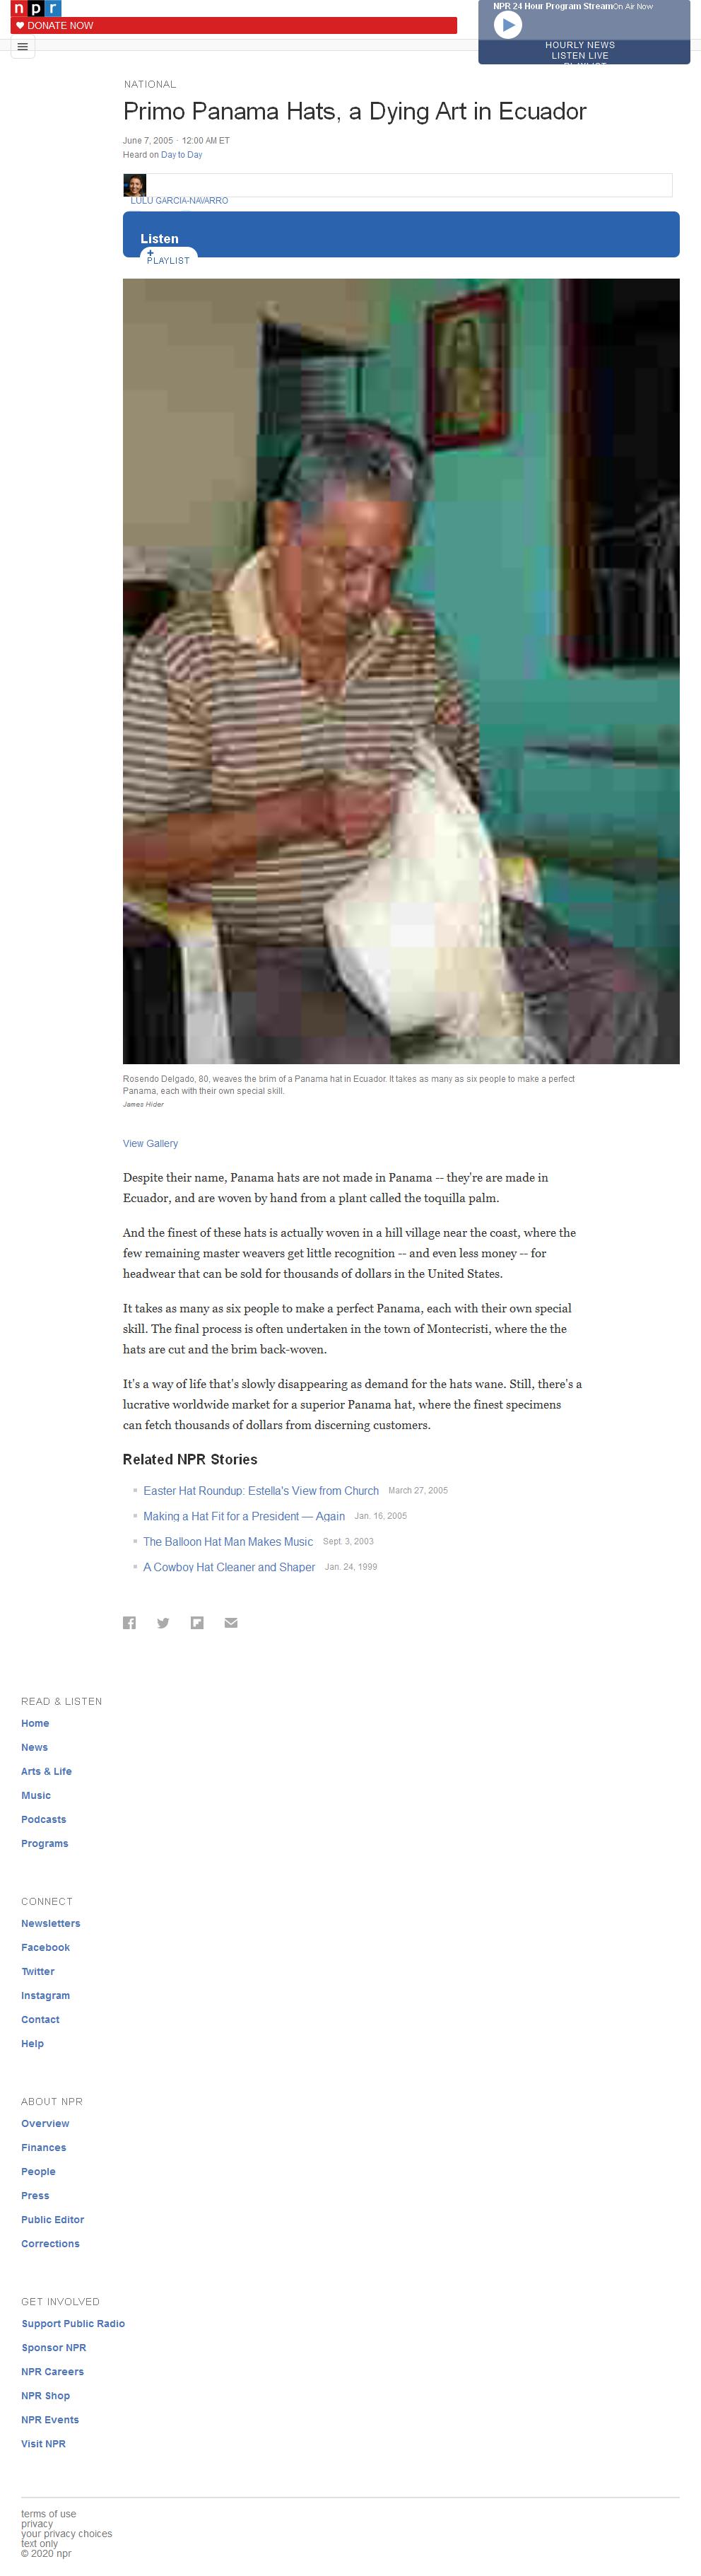 npr
DONATE NOW
NPR 24 Hour Program Stream On Air Now
HOURLY NEWS
LISTEN LIVE
PLAYLIST
NATIONAL
Primo Panama Hats, a Dying Art in Ecuador
June 7, 2005 · 12:00 AM ET
Heard on Day to Day
LULU GARCIA-NAVARRO
Listen
+
PLAYLIST
Rosendo Delgado, 80, weaves the brim of a Panama hat in Ecuador. It takes as many as six people to make a perfect
Panama, each with their own special skill.
James Hider
View Gallery
Despite their name, Panama hats are not made in Panama -- they're are made in
Ecuador, and are woven by hand from a plant called the toquilla palm.
And the finest of these hats is actually woven in a hill village near the coast, where the
few remaining master weavers get little recognition -- and even less money -- for
headwear that can be sold for thousands of dollars in the United States.
It takes as many as six people to make a perfect Panama, each with their own special
skill. The final process is often undertaken in the town of Montecristi, where the the
hats are cut and the brim back-woven.
It's a way of life that's slowly disappearing as demand for the hats wane. Still, there's a
lucrative worldwide market for a superior Panama hat, where the finest specimens
can fetch thousands of dollars from discerning customers.
Related NPR Stories
Easter Hat Roundup: Estella's View from Church March 27, 2005
Making a Hat Fit for a President — Again Jan. 16, 2005
The Balloon Hat Man Makes Music Sept. 3, 2003
A Cowboy Hat Cleaner and Shaper Jan. 24, 1999
READ & LISTEN
Home
News
Arts & Life
Music
Podcasts
Programs
CONNECT
Newsletters
Facebook
Twitter
Instagram
Contact
Help
ABOUT NPR
Overview
Finances
People
Press
Public Editor
Corrections
GET INVOLVED
Support Public Radio
Sponsor NPR
NPR Careers
NPR Shop
NPR Events
Visit NPR
terms of use
privacy
your privacy choices
text only
© 2020 npr